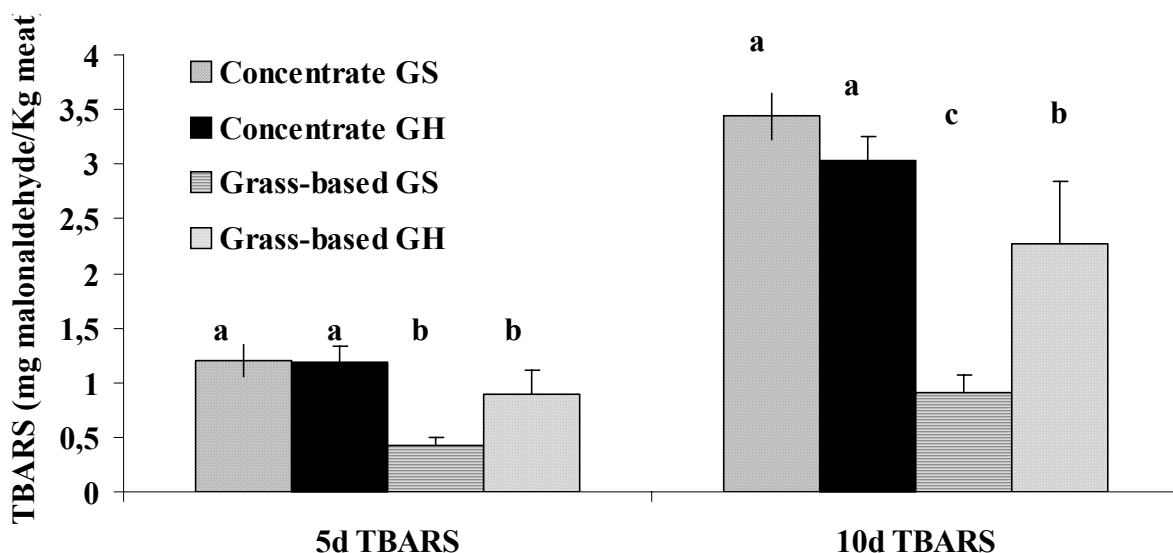 TBARS (mg malonaldehyde/Kg meat
4
3,5
3
2,5
2
1,5
1
0,5
0
Concentrate GS
Concentrate GH
Grass-based GS
Grass-based GH
a
a
b
b
a
a
c
b
5d TBARS
10d TBARS